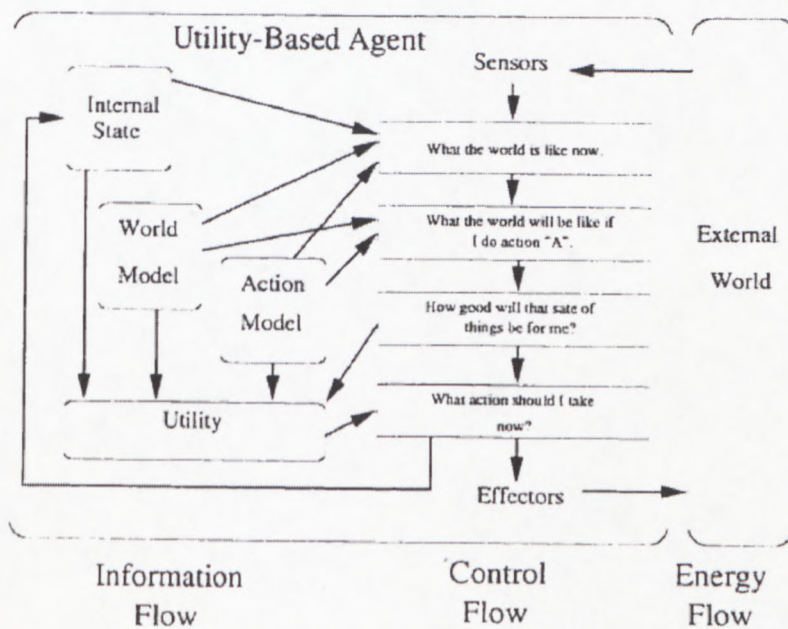 Utility-Based Agent
Sensors
Internal
State
What the world is like now.
World
Model
What the world will be like if
I do action "A".
External
World
Action
Model
How good will that sate of
things be for me?
Utility
What action should I take
now?
Effectors
Information
Flow
Control
Flow
Energy
Flow